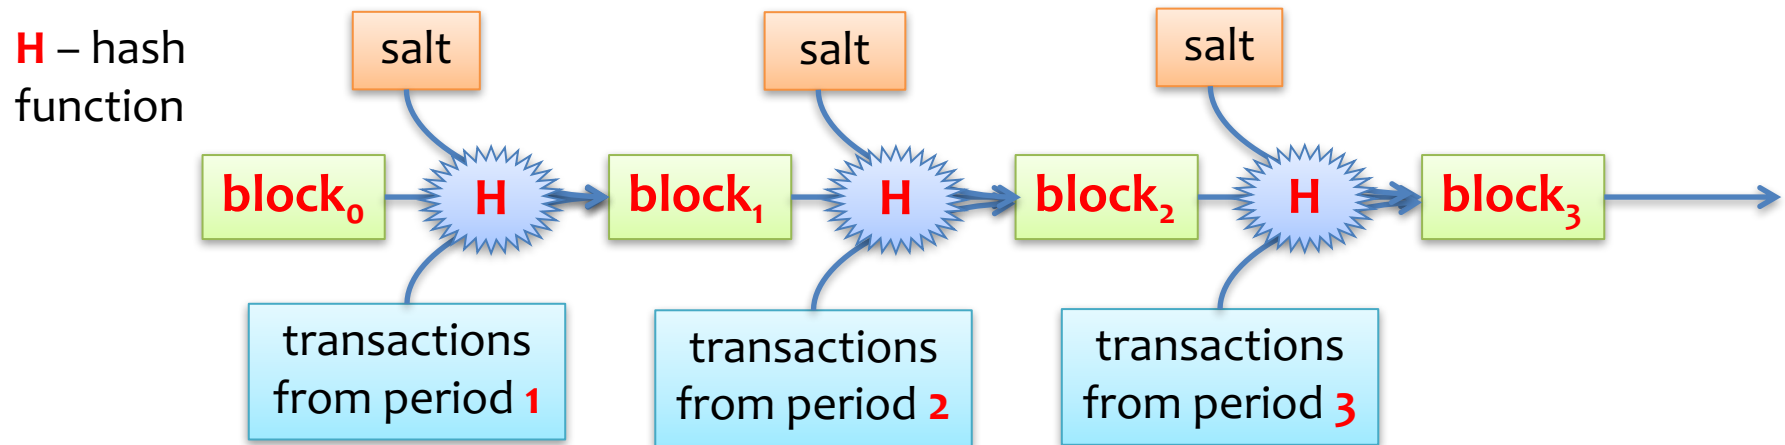 H – hash
function
salt
salt
salt
block₀
H
block₁
H
block₂
H
block₃
transactions
from period 1
transactions
from period 2
transactions
from period 3